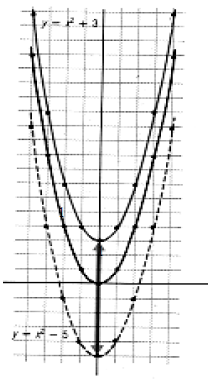 y = x² + 3
y = x² - 5